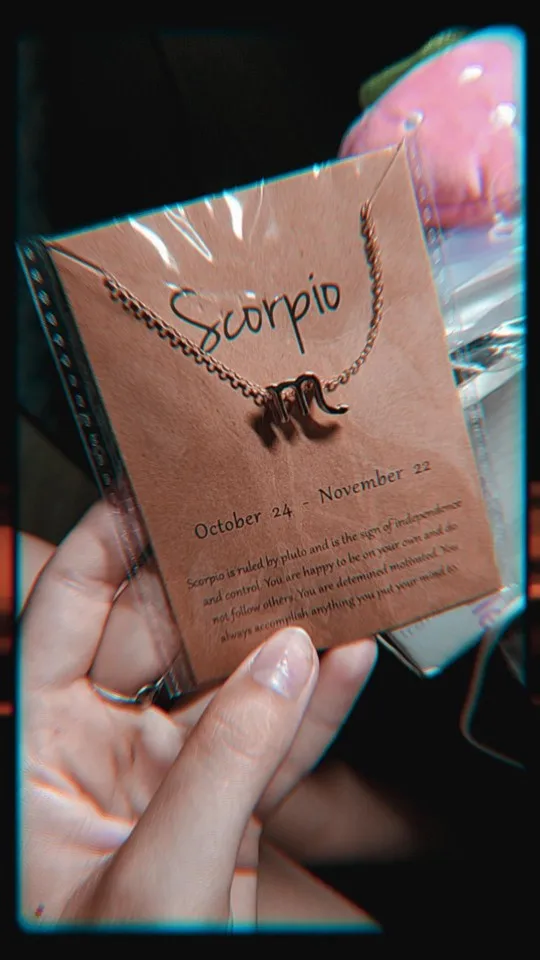 Scorpio
October 24 - November 22
Scorpio is ruled by pluto and is the sign of independence
and control. You are happy to be on your own and do
not follow others. You are detemined motivated. You
always accomplish anything you put your mind to.